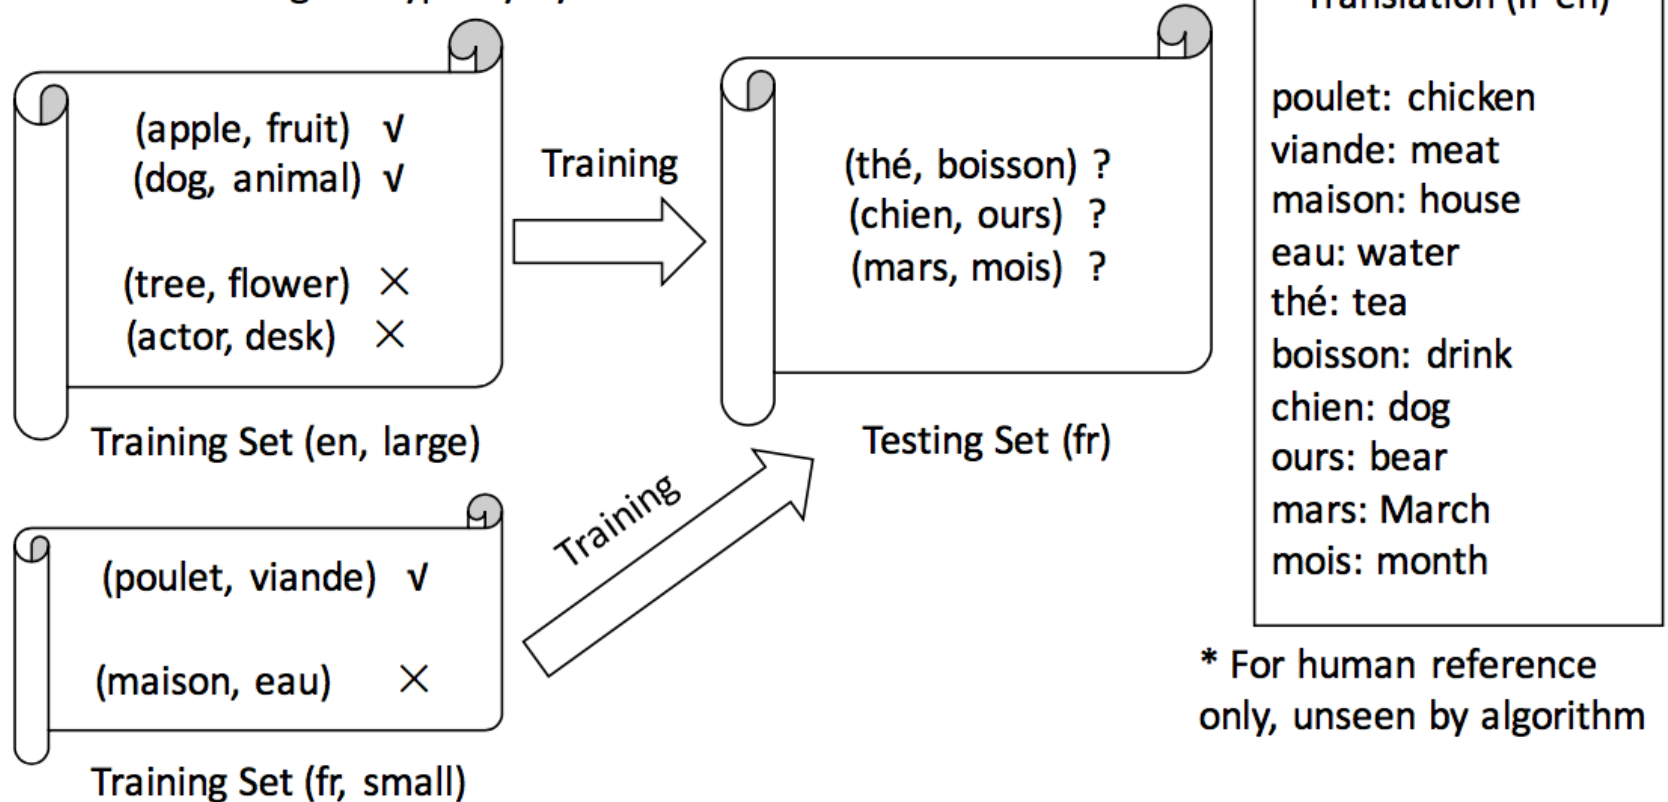 (apple, fruit) √
(dog, animal) √
(tree, flower) ×
(actor, desk) ×
Training Set (en, large)
Training
(poulet, viande) √
(maison, eau) ×
Training Set (fr, small)
Training
(thé, boisson) ?
(chien, ours) ?
(mars, mois) ?
Testing Set (fr)
poulet: chicken
viande: meat
maison: house
eau: water
thé: tea
boisson: drink
chien: dog
ours: bear
mars: March
mois: month
* For human reference
only, unseen by algorithm